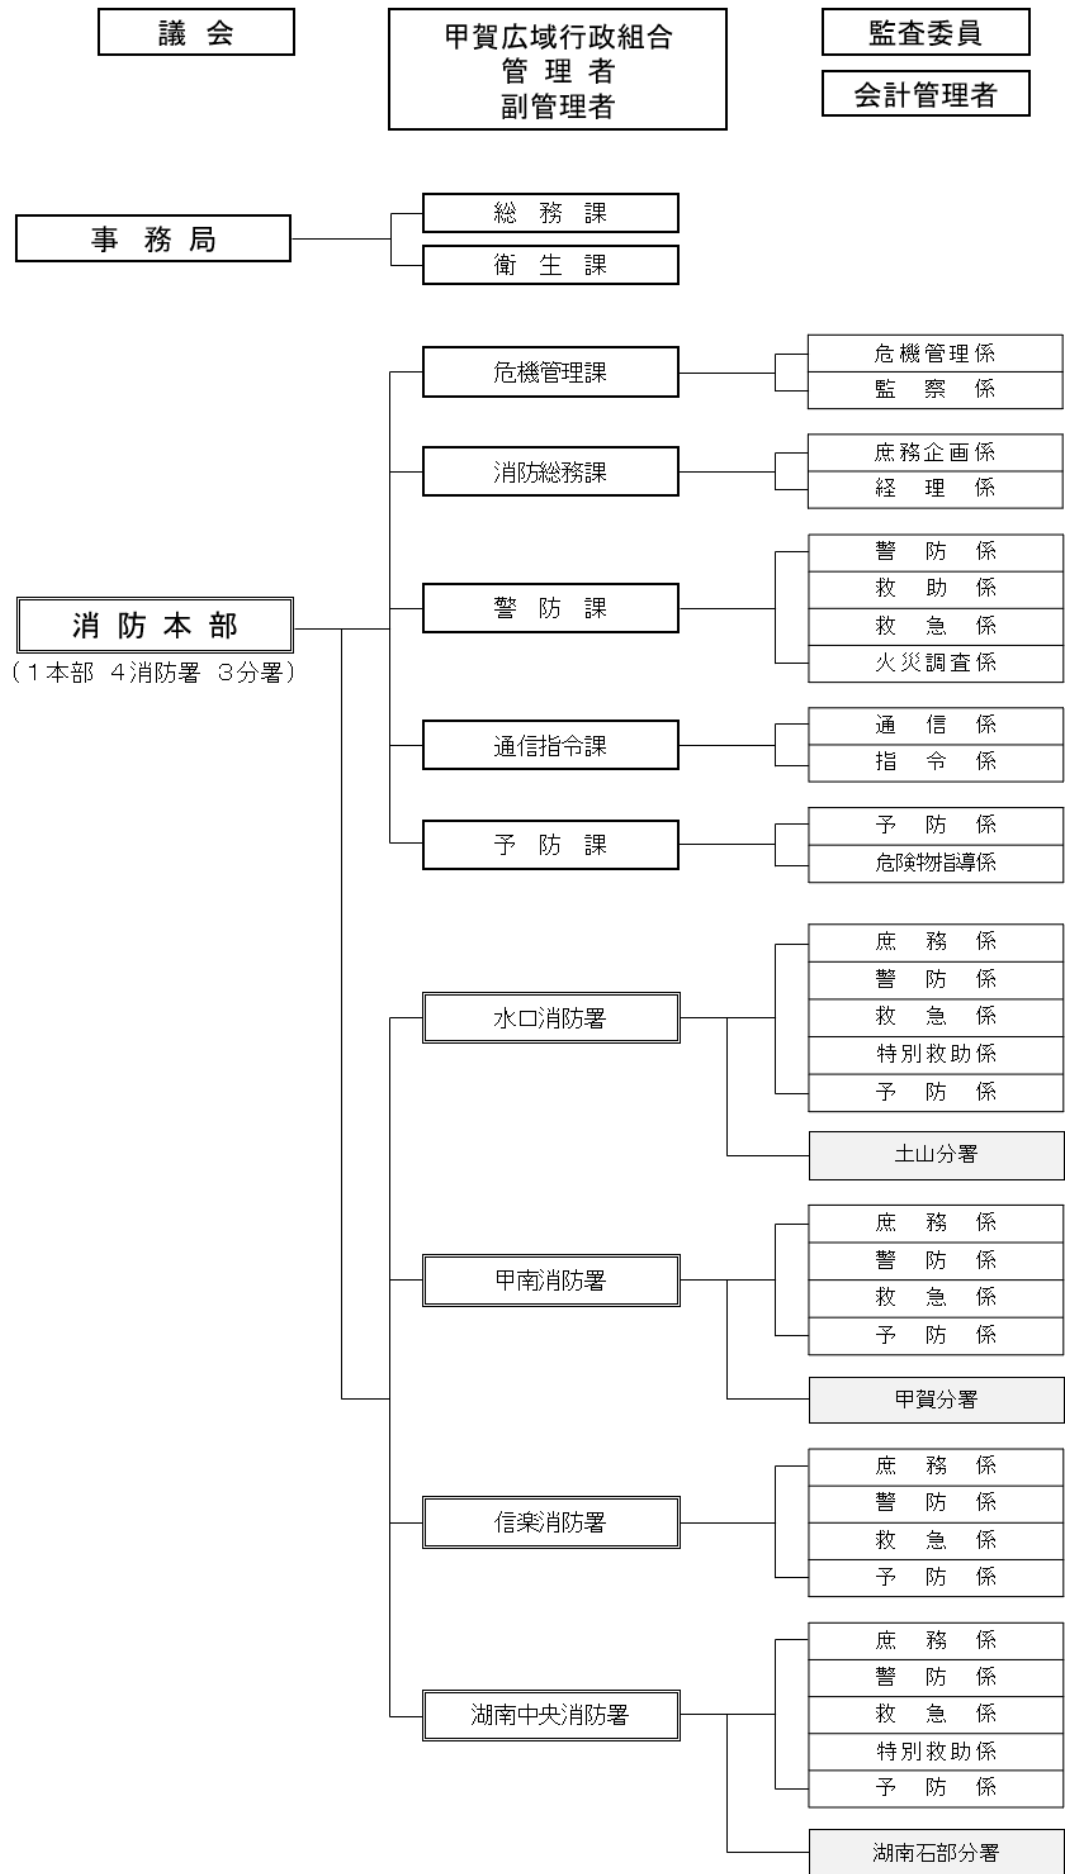 議 会
甲賀広域行政組合
管 理 者
副管理者
監査委員
会計管理者
事 務 局
総 務 課
衛 生 課
消 防 本 部
(1本部 4消防署 3分署)
危機管理課
危機管理係
監 察 係
消防総務課
庶務企画係
経 理 係
警 防 課
警 防 係
救 助 係
救 急 係
火災調査係
通信指令課
通 信 係
指 令 係
予 防 課
予 防 係
危険物指導係
水口消防署
庶 務 係
警 防 係
救 急 係
特別救助係
予 防 係
土山分署
甲南消防署
庶 務 係
警 防 係
救 急 係
予 防 係
甲賀分署
信楽消防署
庶 務 係
警 防 係
救 急 係
予 防 係
湖南中央消防署
庶 務 係
警 防 係
救 急 係
特別救助係
予 防 係
湖南石部分署